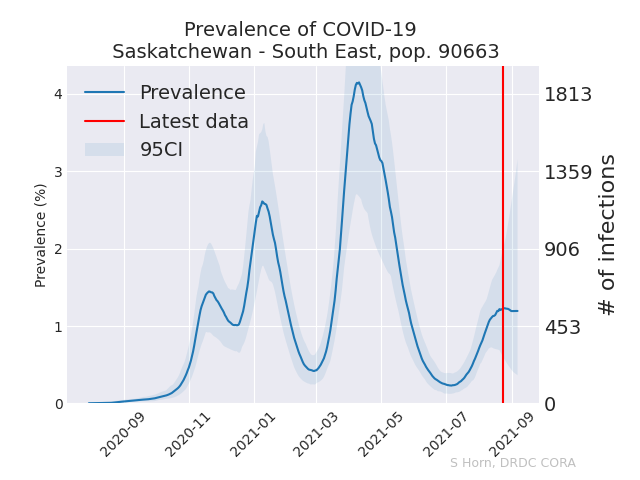 Prevalence of COVID-19
Saskatchewan - South East, pop. 90663
Prevalence
Latest data
95CI
Prevalence (%)
4
3
2
1
0
1813
1359
906
453
0
# of infections
2020-09
2020-11
2021-01
2021-03
2021-05
2021-07
2021-09
S Horn, DRDC CORA